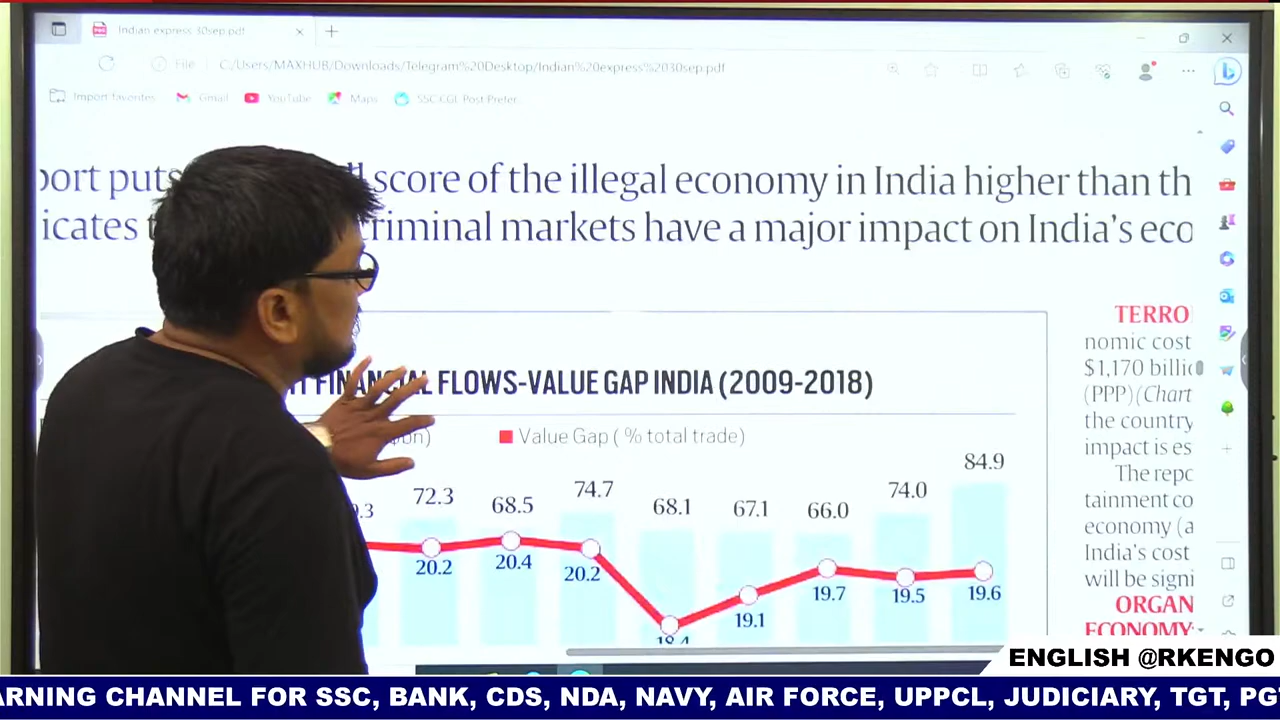 Indian express 30sep.pdf
File
C:/Users/MAXHUB/Downloads/Telegram%20Desktop/Indian%20express%2030sep.pdf
Import favorites
Gmail
YouTube
Maps
SSC CGL Post Prefer
port puts score of the illegal economy in India higher than th
icates criminal markets have a major impact on India's eco
FINANCIAL FLOWS-VALUE GAP INDIA (2009-2018)
Value Gap ( % total trade)
72.3
68.5
74.7
68.1
67.1
66.0
74.0
84.9
20.2
20.4
20.2
18.4
19.1
19.7
19.5
19.6
TERRO
nomic cost
$1,170 billi
(PPP) (Chart
the country
impact is es
The repo
tainment co
economy (a
India's cost
will be signi
ORGAN
ECONOMY
ENGLISH @RKENGO
ARNING CHANNEL FOR SSC, BANK, CDS, NDA, NAVY, AIR FORCE, UPPCL, JUDICIARY, TGT, PG